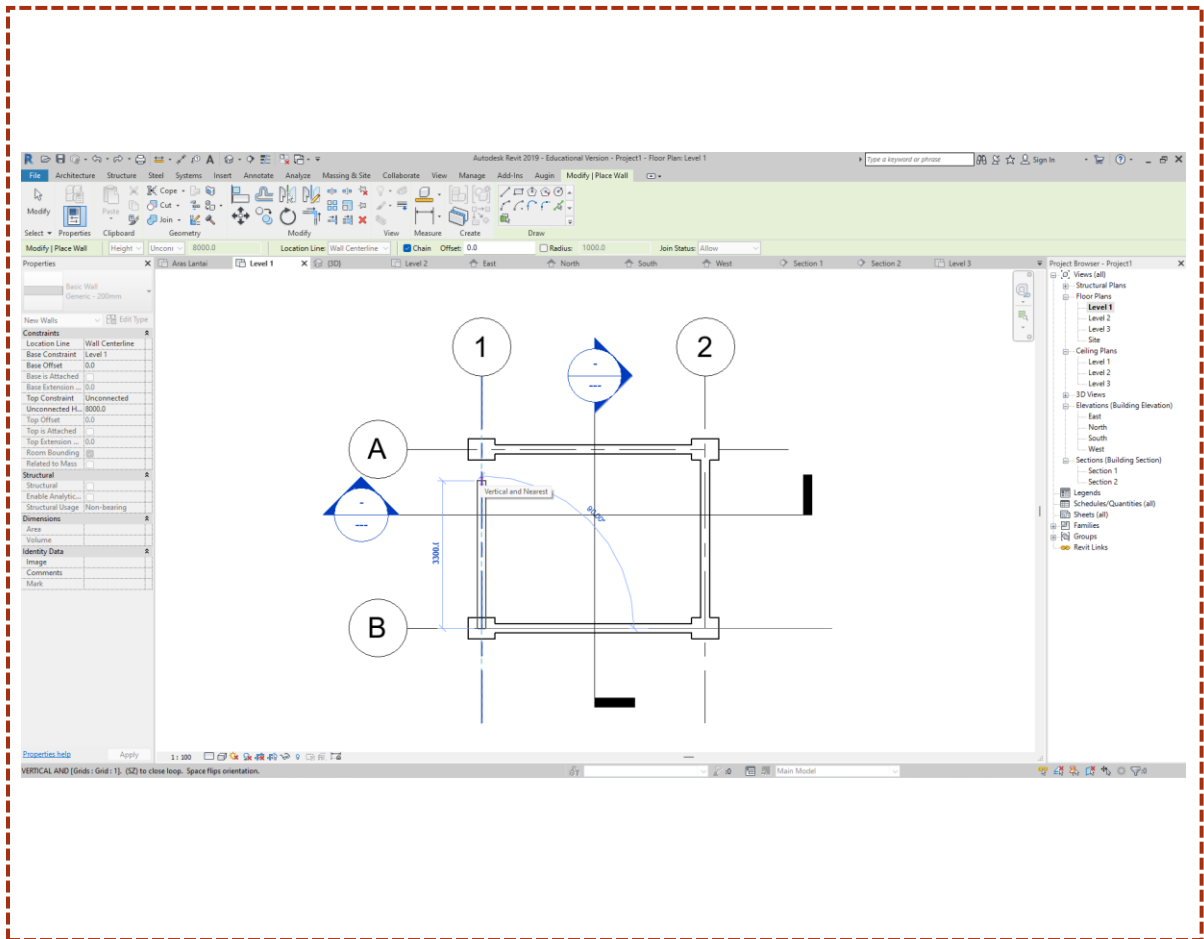 Autodesk Revit 2019 - Educational Version - Project1 - Floor Plan: Level 1
Type a keyword or phrase
Sign In
File Architecture Structure Steel Systems Insert Annotate Analyze Massing & Site Collaborate View Manage Add-Ins Augin Modify | Place Wall
Modify
Paste
Cope
Cut
Join
Select Properties Clipboard Geometry Modify View Measure Create Draw
Modify | Place Wall Height Unconi 8000.0 Location Line: Wall Centerline Chain Offset: 0.0 Radius: 1000.0 Join Status: Allow
Properties
Aras Lantai Level 1 {3D} Level 2 East North South West Section 1 Section 2 Level 3
Basic Wall
Generic - 200mm
New Walls Edit Type
Constraints
Location Line Wall Centerline
Base Constraint Level 1
Base Offset 0.0
Base is Attached
Base Extension ... 0.0
Top Constraint Unconnected
Unconnected H... 8000.0
Top Offset 0.0
Top is Attached
Top Extension ... 0.0
Room Bounding
Related to Mass
Structural
Structural
Enable Analytic...
Structural Usage Non-bearing
Dimensions
Area
Volume
Identity Data
Image
Comments
Mark
Properties help Apply
1
2
A
B
-
---
-
---
Vertical and Nearest
90.00°
3300.(
Project Browser - Project1
Views (all)
Structural Plans
Floor Plans
Level 1
Level 2
Level 3
Site
Ceiling Plans
Level 1
Level 2
Level 3
3D Views
Elevations (Building Elevation)
East
North
South
West
Sections (Building Section)
Section 1
Section 2
Legends
Schedules/Quantities (all)
Sheets (all)
Families
Groups
Revit Links
1 : 100
VERTICAL AND [Grids : Grid : 1], (SZ) to close loop. Space flips orientation.
:0 Main Model :0